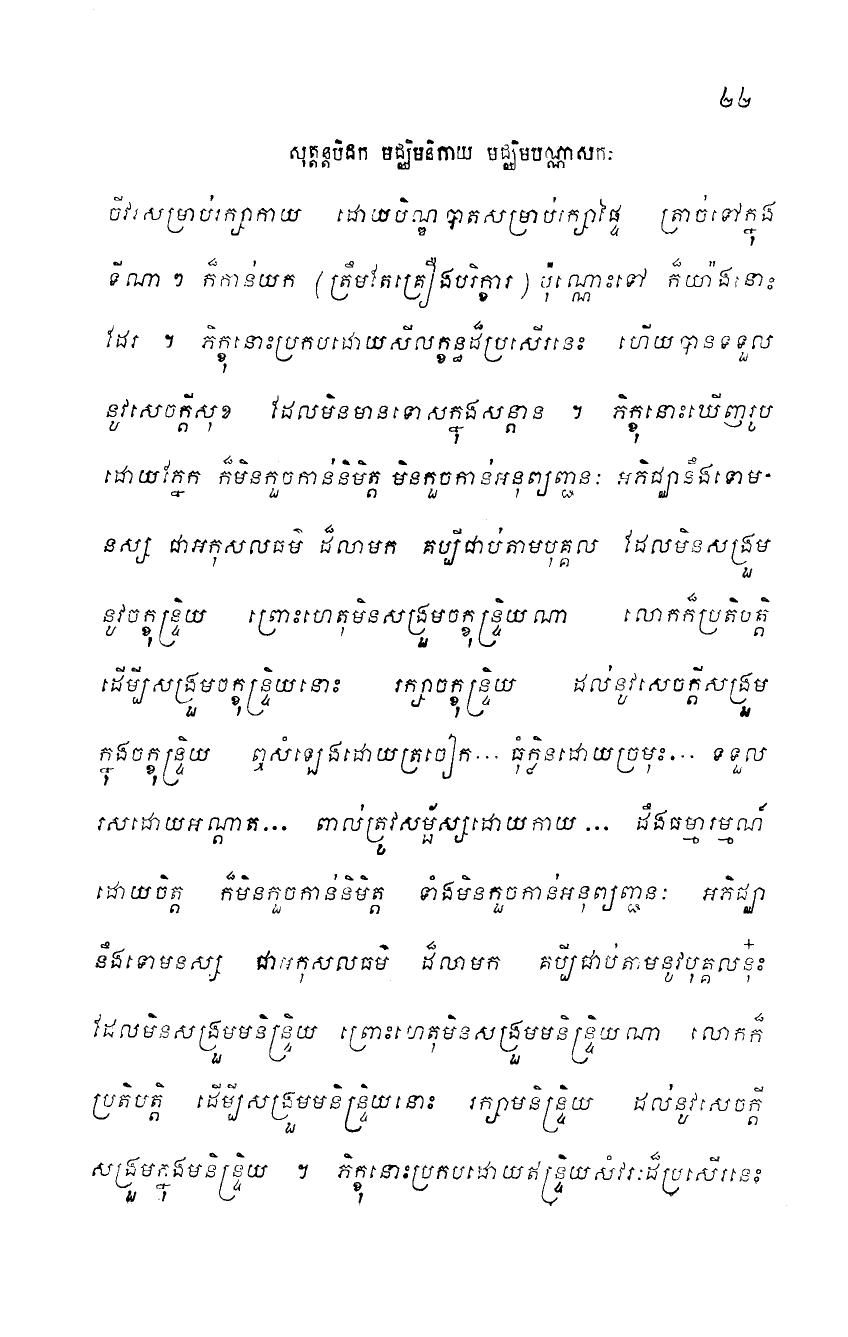 ២២
សុត្តន្តបិដក មជ្ឈិមនិកាយ មជ្ឈិមបណ្ណាសកៈ
ចីវរសម្រាប់រក្សាកាយ ដោយបិណ្ឌបាតសម្រាប់រក្សាផ្ទៃ ត្រាច់ទៅក្នុង
ទីណា ៗ ក៏កាន់យក (ត្រឹមតែគ្រឿងបរិក្ខារ) ប៉ុណ្ណោះទៅ ក៏យ៉ាងនោះ
ដែរ ។ ភិក្ខុនោះប្រកបដោយសីលក្ខន្ធដ៏ប្រសើរនេះ ហើយបានទទួល
នូវសេចក្តីសុខ ដែលមិនមានទោសក្នុងសន្តាន ។ ភិក្ខុនោះឃើញរូប
ដោយភ្នែក ក៏មិនកួចកាន់និមិត្ត មិនកួចកាន់អនុព្យញ្ជនៈ អភិជ្ឈានឹងទោម-
នស្ស ជាអកុសលធម៌ ដ៏លាមក គប្បីជាប់តាមបុគ្គល ដែលមិនសង្រួម
នូវចក្ខុន្ទ្រិយ ព្រោះហេតុមិនសង្រួមចក្ខុន្ទ្រិយណា លោកក៏ប្រតិបត្តិ
ដើម្បីសង្រួមចក្ខុន្ទ្រិយនោះ រក្សាចក្ខុន្ទ្រិយ ដល់នូវសេចក្តីសង្រួម
ក្នុងចក្ខុន្ទ្រិយ ឮសំឡេងដោយត្រចៀក... ធុំក្លិនដោយច្រមុះ... ទទួល
រសដោយអណ្តាត... ពាល់ត្រូវសម្ផ័ស្សដោយកាយ ... ដឹងធម្មារម្មណ៍
ដោយចិត្ត ក៏មិនកួចកាន់និមិត្ត ទាំងមិនកួចកាន់អនុព្យញ្ជនៈ អភិជ្ឈា
នឹងទោមនស្ស ជាអកុសលធម៌ ដ៏លាមក គប្បីជាប់តាមនូវបុគ្គលនុ៎ះ
ដែលមិនសង្រួមមនិន្ទ្រិយ ព្រោះហេតុមិនសង្រួមមនិន្ទ្រិយណា លោកក៏
ប្រតិបត្តិ ដើម្បីសង្រួមមនិន្ទ្រិយនោះ រក្សាមនិន្ទ្រិយ ដល់នូវសេចក្តី
សង្រួមក្នុងមនិន្ទ្រិយ ។ ភិក្ខុនោះប្រកបដោយឥន្ទ្រិយសំវរៈដ៏ប្រសើរនេះ